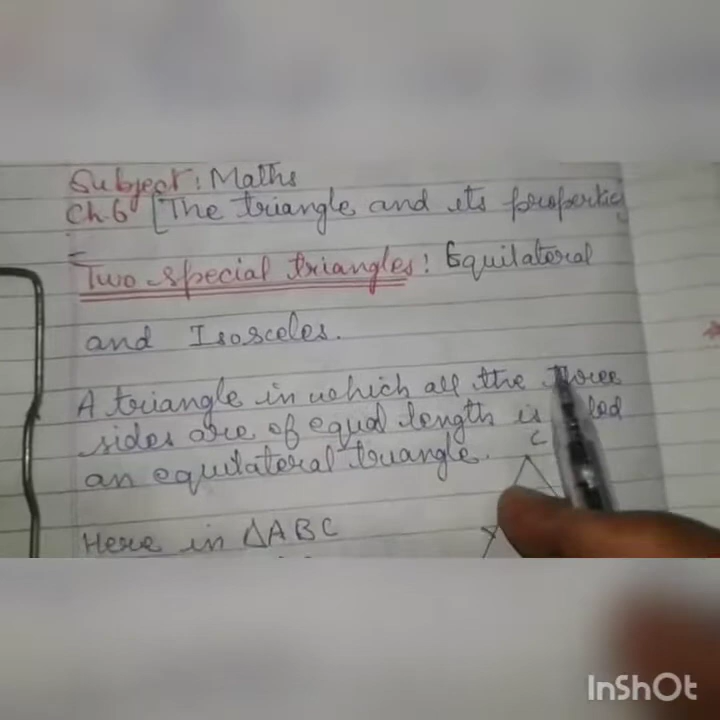 Subject: Maths
Ch.6 [The triangle and its properties
Two special triangles: Equilateral
and Isosceles.
A triangle in which all the three
sides are of equal length is
an equilateral triangle.
C
Here in △ABC
InShOt